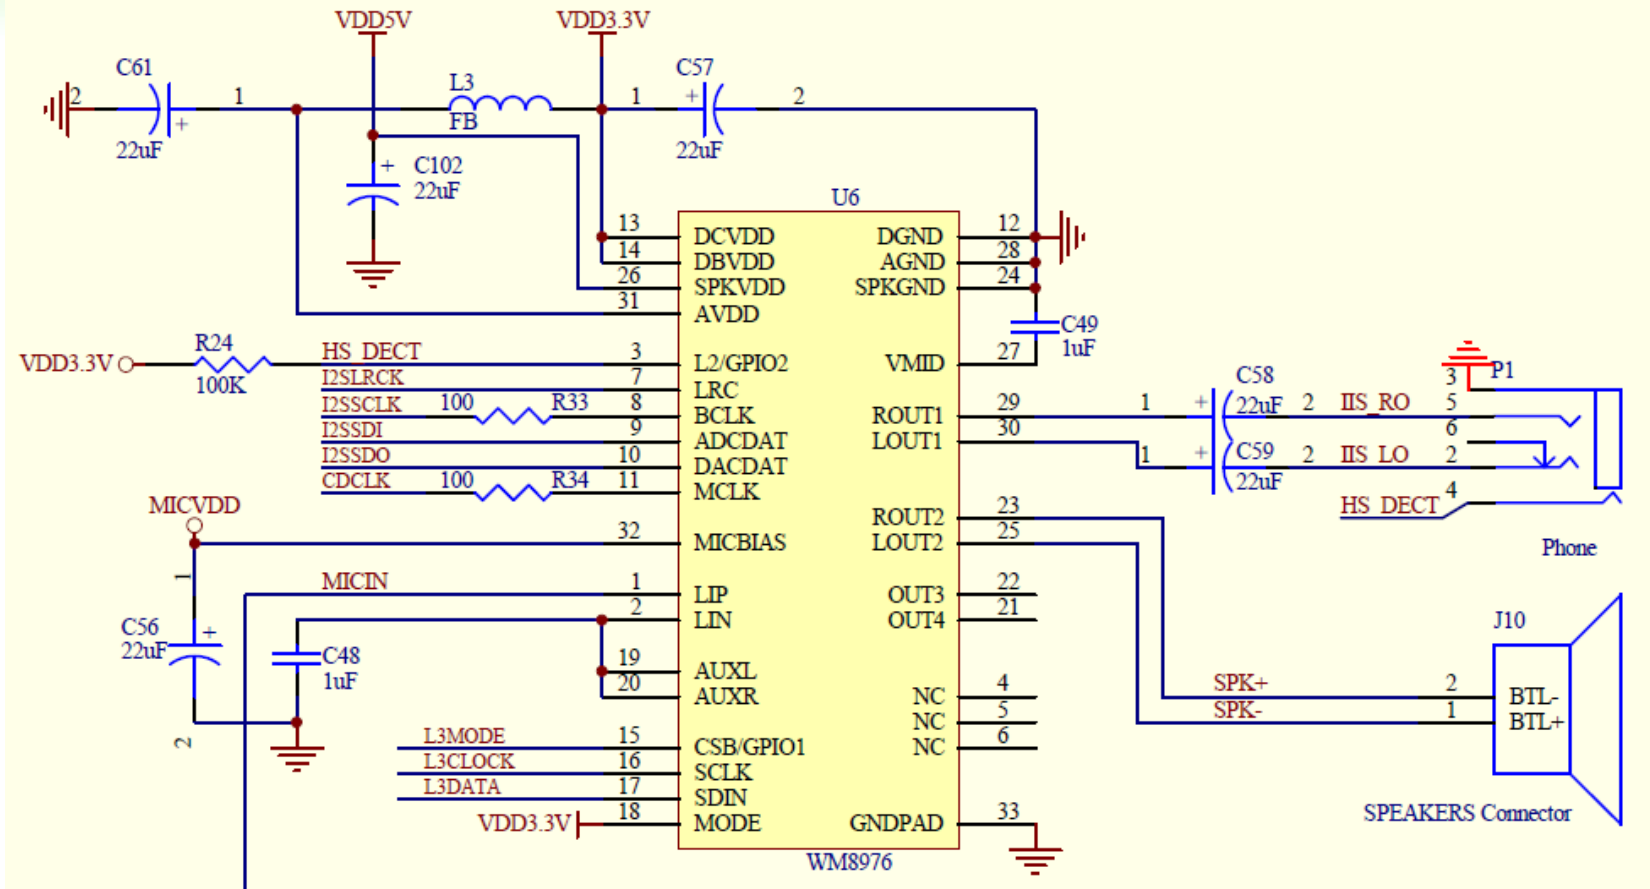 VDD5V VDD3.3V
C61 L3 C57
2 1 1 + 2
+ FB
22uF 22uF
+ C102
22uF
U6
13 DCVDD DGND 12
14 DBVDD AGND 28
26 SPKVDD SPKGND 24
31 AVDD
C49
1uF
R24
VDD3.3V HS_DECT 3 L2/GPIO2 VMID 27
100K
C58 3 P1
I2SLRCK 7 LRC
22uF
I2SSCLK 100 R33 8 BCLK ROUT1 29 1 + 2 IIS_RO 5
I2SSDI 9 ADCDAT LOUT1 30 6
I2SSDO 10 DACDAT 1 + C59 2 IIS_LO 2
22uF
CDCLK 100 R34 11 MCLK
HS_DECT 4
MICVDD
ROUT2 23
32 MICBIAS LOUT2 25
Phone
1
MICIN 1 LIP OUT3 22
2 LIN OUT4 21
C56 + J10
22uF C48
1uF
19 AUXL
20 AUXR NC 4 SPK+ 2 BTL-
NC 5 SPK- 1 BTL+
2
L3MODE 15 CSB/GPIO1 NC 6
L3CLOCK 16 SCLK
L3DATA 17 SDIN
SPEAKERS Connector
VDD3.3V 18 MODE GNDPAD 33
WM8976